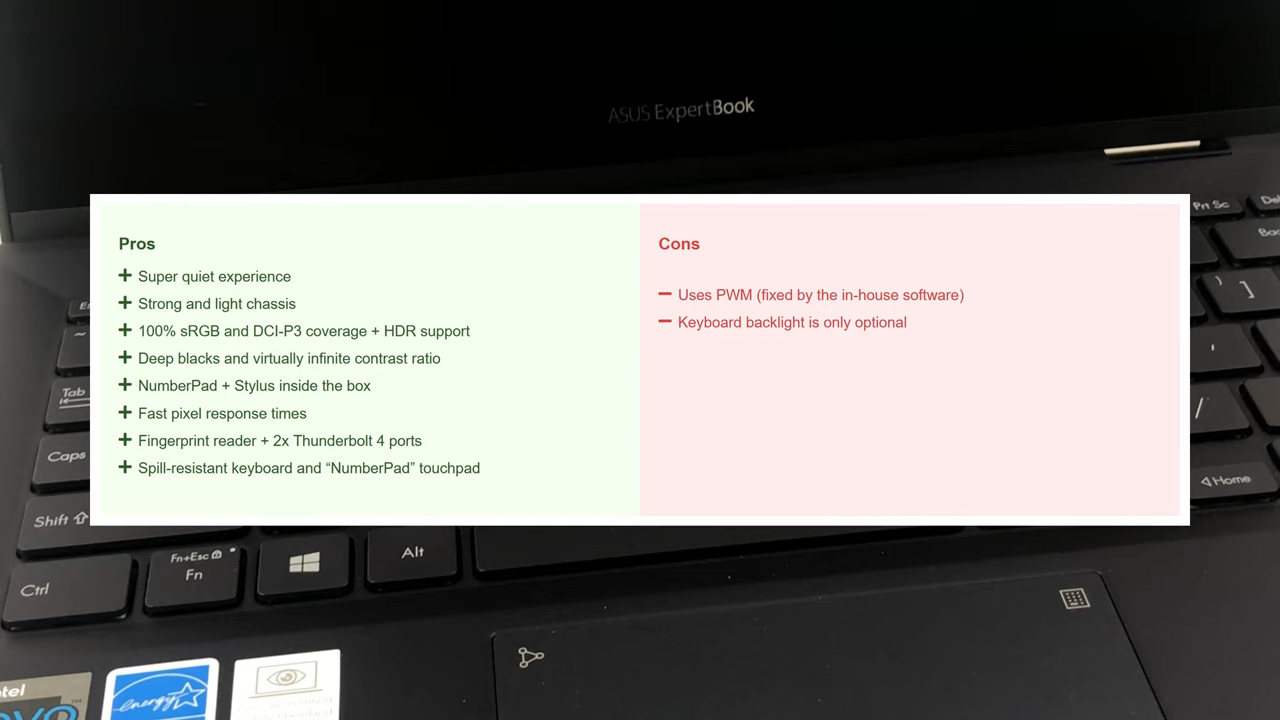 ASUS ExpertBook
Prt Sc
Pros
Super quiet experience
Strong and light chassis
100% sRGB and DCI-P3 coverage + HDR support
Deep blacks and virtually infinite contrast ratio
NumberPad + Stylus inside the box
Fast pixel response times
Fingerprint reader + 2x Thunderbolt 4 ports
Spill-resistant keyboard and “NumberPad” touchpad
Cons
Uses PWM (fixed by the in-house software)
Keyboard backlight is only optional
~
Tab
Caps
Shift
Ctrl
Fn+Esc
Fn
Alt
]
'
/
Home
energy